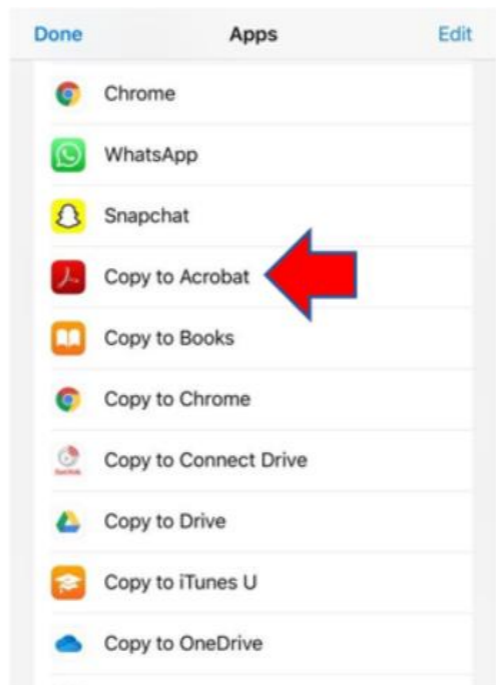 Done Apps Edit
Chrome
WhatsApp
Snapchat
Copy to Acrobat
Copy to Books
Copy to Chrome
Copy to Connect Drive
Copy to Drive
Copy to iTunes U
Copy to OneDrive